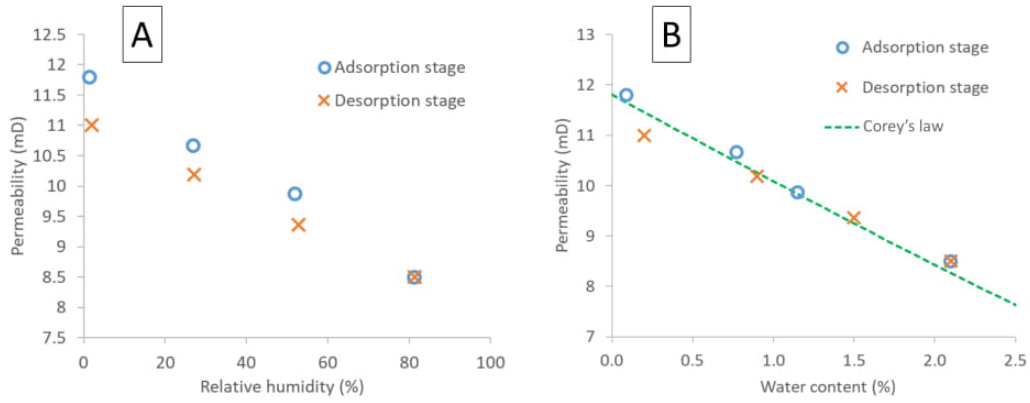 A
12.5
12
11.5
11
10.5
10
9.5
9
8.5
8
7.5
0
20
40
60
80
100
Permeability (mD)
Relative humidity (%)
Adsorption stage
Desorption stage
B
13
12
11
10
9
8
7
0.0
0.5
1.0
1.5
2.0
2.5
Permeability (mD)
Water content (%)
Adsorption stage
Desorption stage
Corey's law